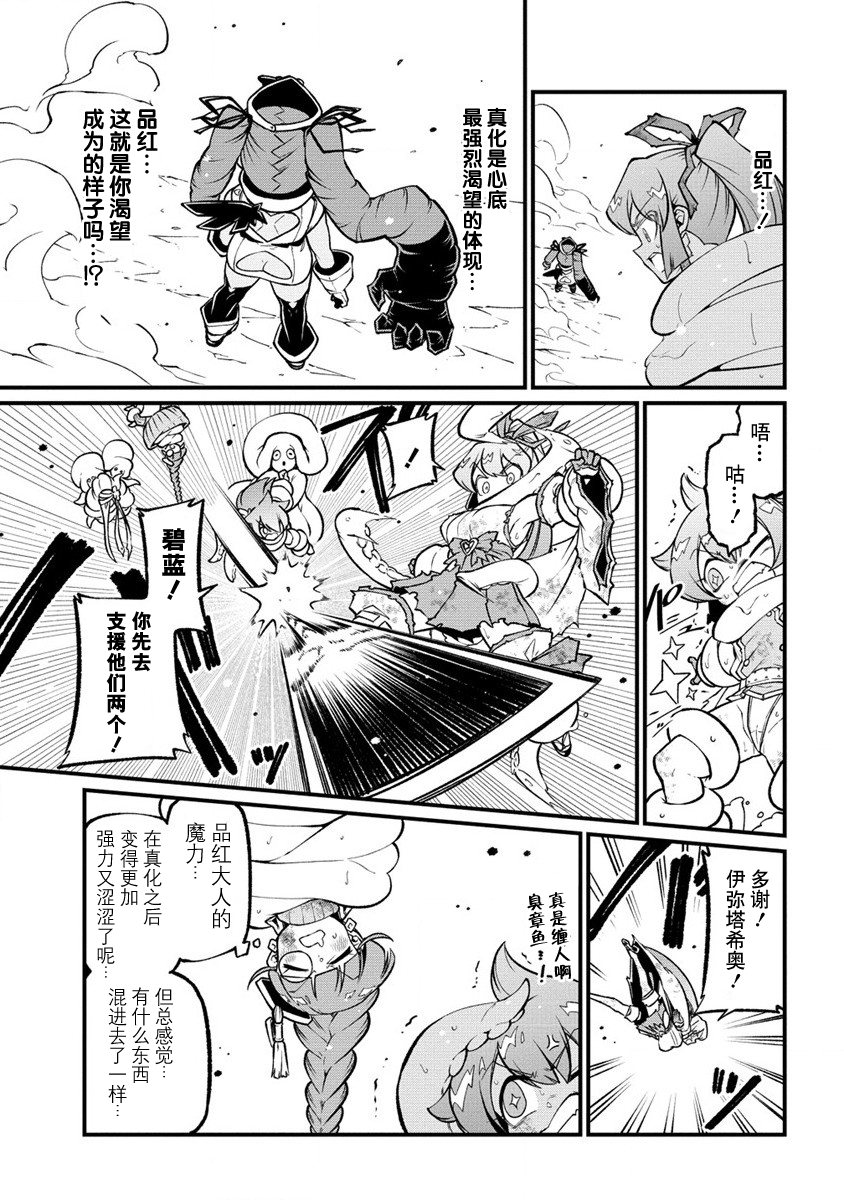 品红…！
真化是心底
最强烈渴望的体现…
品红…
这就是你渴望
成为的样子吗…!?
唔…
咕…！
！
碧蓝！
你先去
支援他们两个！
多谢！
伊弥塔希奥！
真是缠人啊
臭章鱼…！
品红大人的
魔力…
在真化之后
变得更加
强力又涩涩了呢…
但总感觉
有什么东西
混进去了一样…